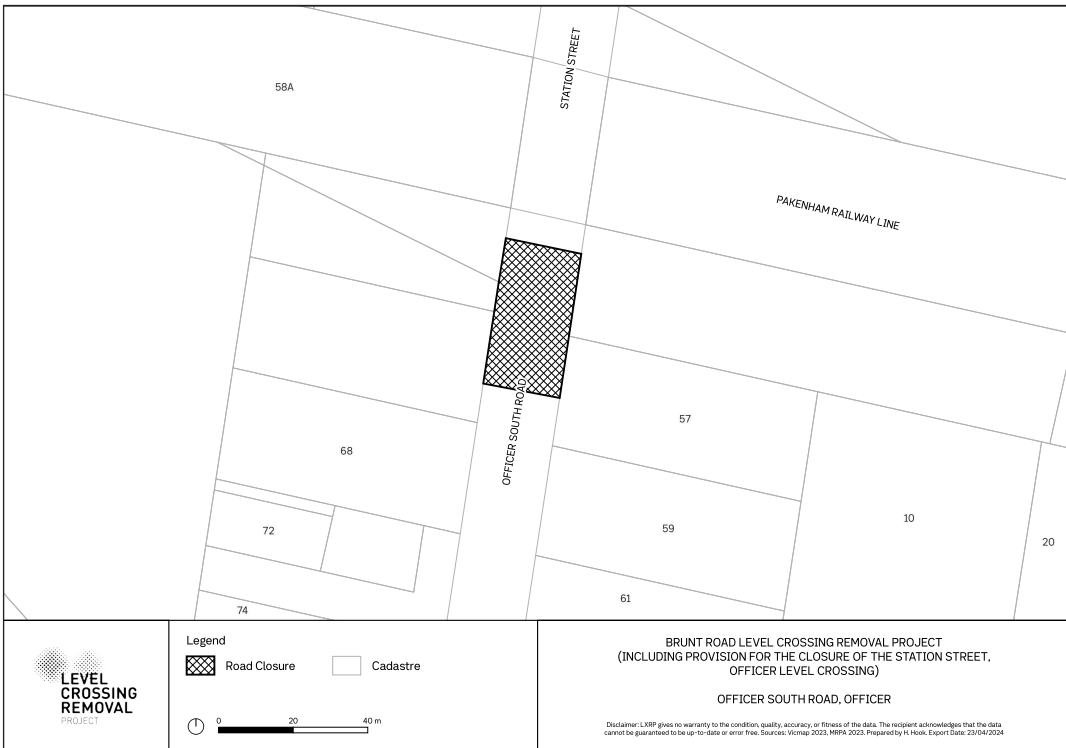 58A
STATION STREET
PAKENHAM RAILWAY LINE
OFFICER SOUTH ROAD
57
68
59
10
72
20
61
74
LEVEL
CROSSING
REMOVAL
PROJECT
Legend
Road Closure
Cadastre
0 20 40 m
BRUNT ROAD LEVEL CROSSING REMOVAL PROJECT
(INCLUDING PROVISION FOR THE CLOSURE OF THE STATION STREET,
OFFICER LEVEL CROSSING)
OFFICER SOUTH ROAD, OFFICER
Disclaimer: LXRP gives no warranty to the condition, quality, accuracy, or fitness of the data. The recipient acknowledges that the data
cannot be guaranteed to be up-to-date or error free. Sources: Vicmap 2023, MRPA 2023. Prepared by H. Hook. Export Date: 23/04/2024